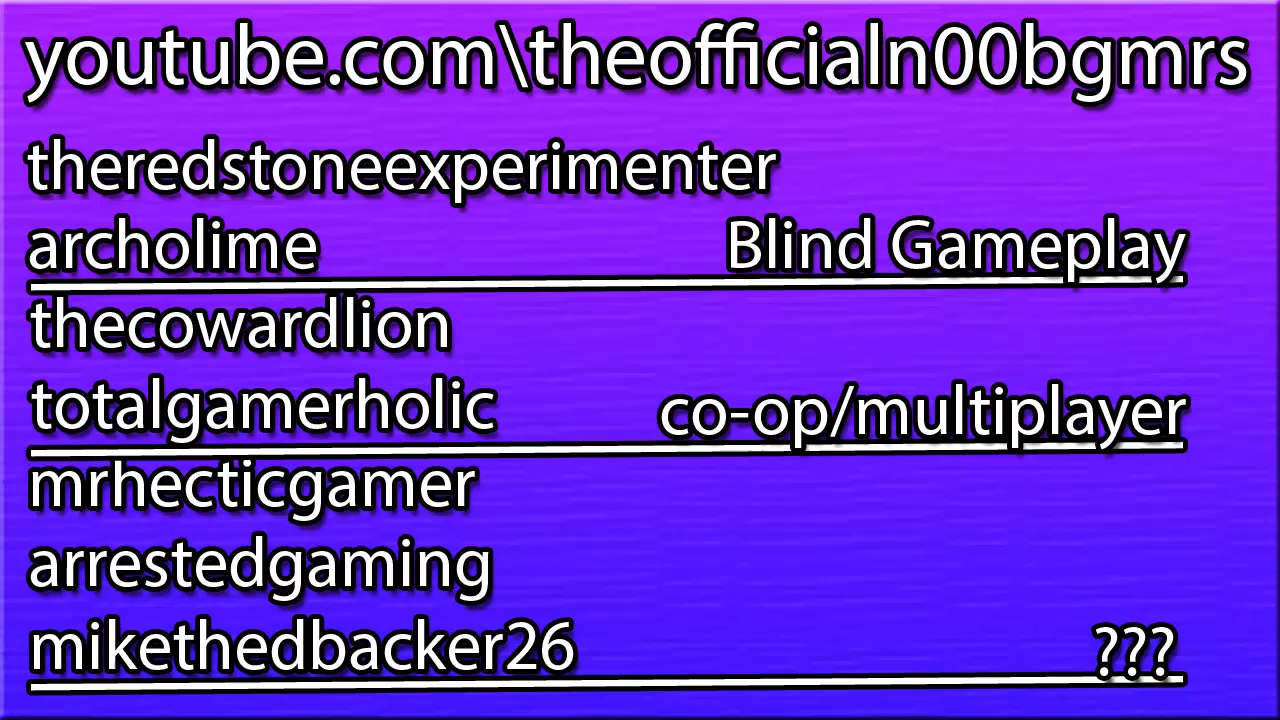 youtube.com\theofficialn00bgmrs
theredstoneexperimenter
archolime Blind Gameplay
thecowardlion
totalgamerholic co-op/multiplayer
mrhecticgamer
arrestedgaming
mikethedbacker26 ???